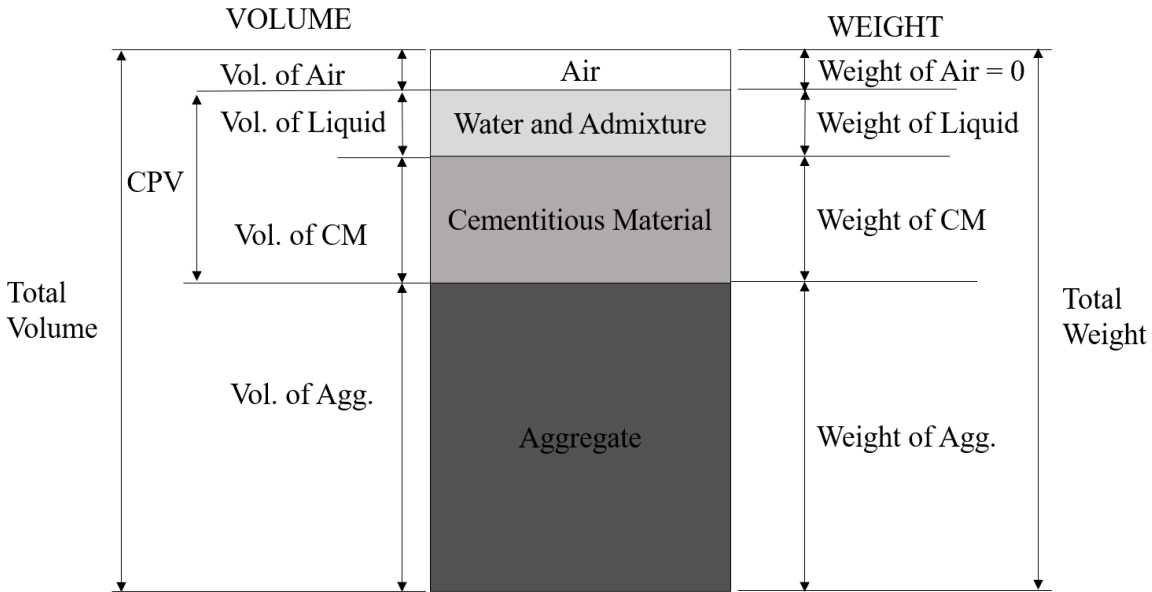 VOLUME
WEIGHT
Vol. of Air
Air
Weight of Air = 0
Vol. of Liquid
Water and Admixture
Weight of Liquid
CPV
Vol. of CM
Cementitious Material
Weight of CM
Total
Volume
Total
Weight
Vol. of Agg.
Aggregate
Weight of Agg.